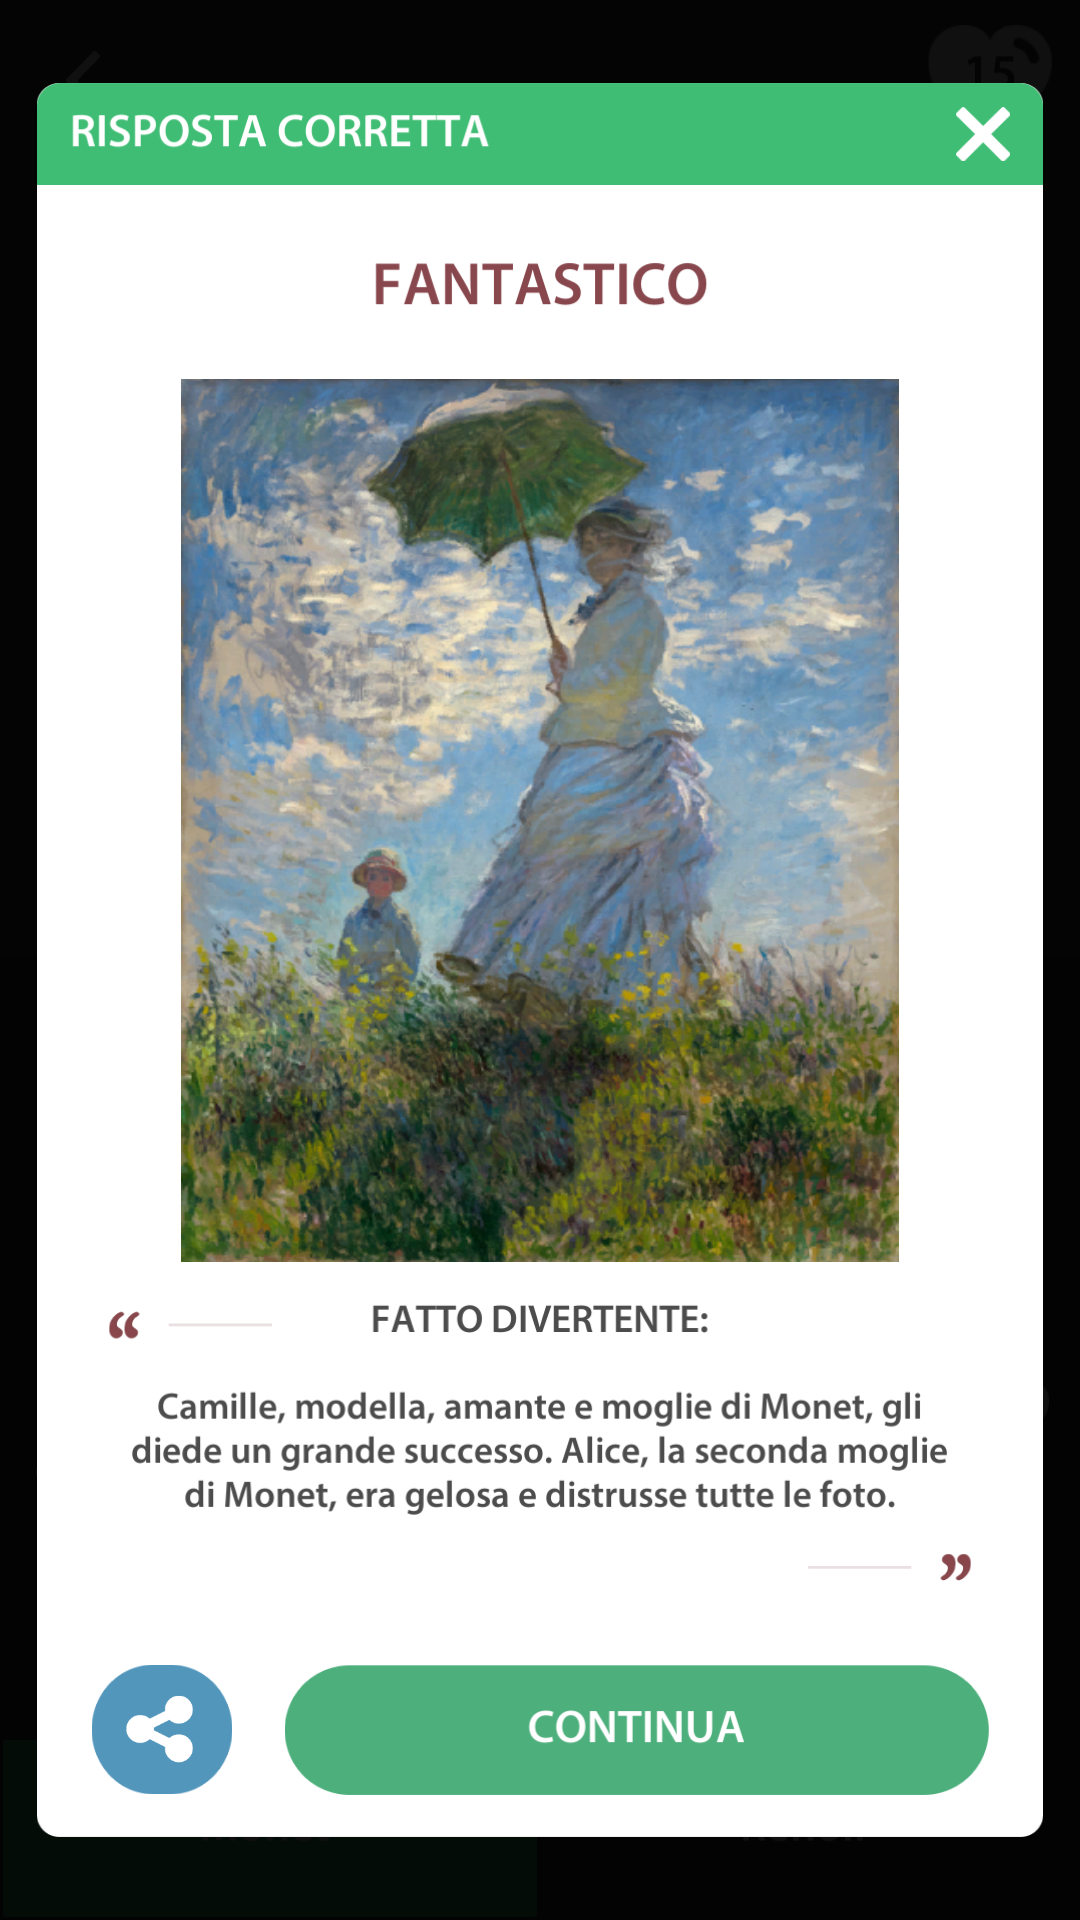 15
RISPOSTA CORRETTA
FANTASTICO
“
FATTO DIVERTENTE:
Camille, modella, amante e moglie di Monet, gli
diede un grande successo. Alice, la seconda moglie
di Monet, era gelosa e distrusse tutte le foto.
”
CONTINUA